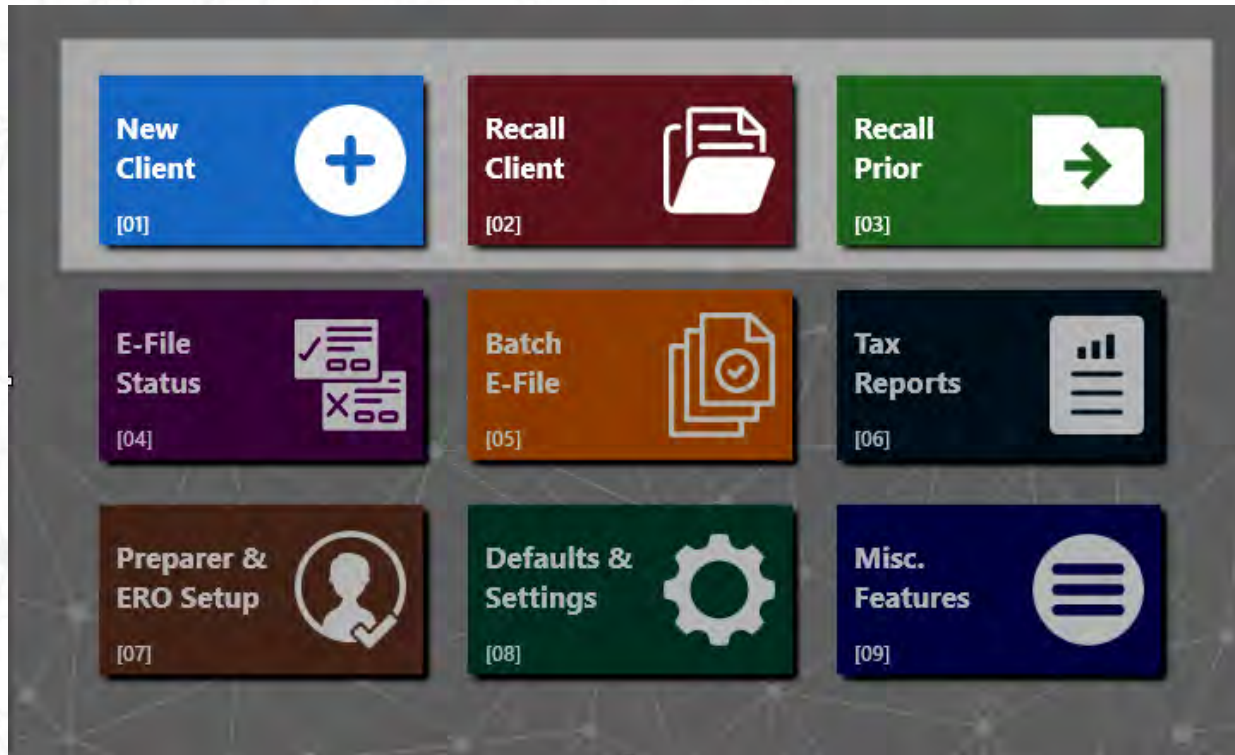 New
Client
[01]
Recall
Client
[02]
Recall
Prior
[03]
E-File
Status
[04]
Batch
E-File
[05]
Tax
Reports
[06]
Preparer &
ERO Setup
[07]
Defaults &
Settings
[08]
Misc.
Features
[09]